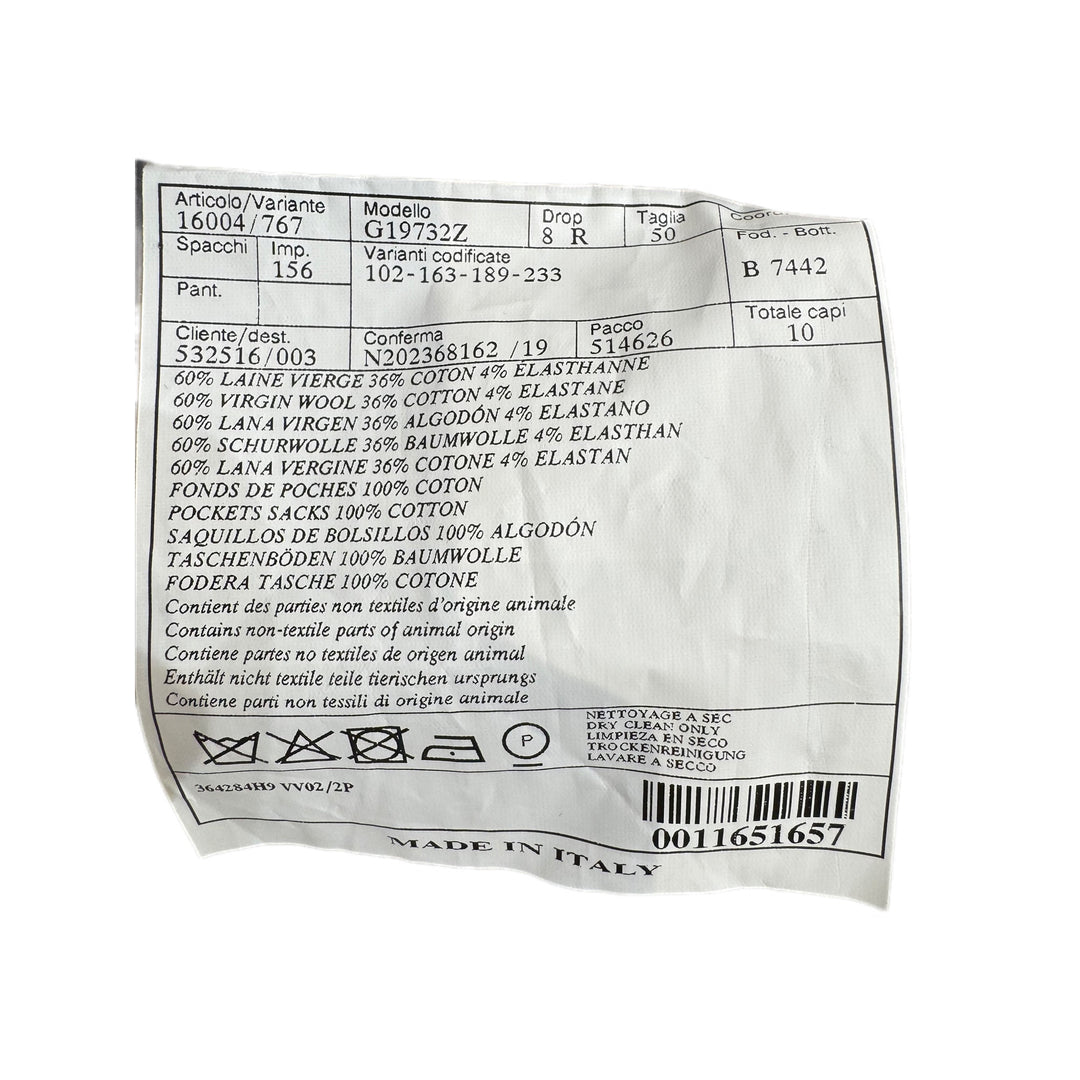 Articolo/Variante Modello Drop Taglia
16004/767 G19732Z 8 R 50
Spacchi Imp. Varianti codificate Fod. - Bott.
156 102-163-189-233 B 7442
Pant. Totale capi
10
Cliente/dest. Conferma Pacco
532516/003 N202368162 /19 514626
60% LAINE VIERGE 36% COTON 4% ÉLASTHANNE
60% VIRGIN WOOL 36% COTTON 4% ELASTANE
60% LANA VIRGEN 36% ALGODÓN 4% ELASTANO
60% SCHURWOLLE 36% BAUMWOLLE 4% ELASTHAN
60% LANA VERGINE 36% COTONE 4% ELASTAN
FONDS DE POCHES 100% COTON
POCKETS SACKS 100% COTTON
SAQUILLOS DE BOLSILLOS 100% ALGODÓN
TASCHENBÖDEN 100% BAUMWOLLE
FODERA TASCHE 100% COTONE
Contient des parties non textiles d'origine animale
Contains non-textile parts of animal origin
Contiene partes no textiles de origen animal
Enthält nicht textile teile tierischen ursprungs
Contiene parti non tessili di origine animale
P
NETTOYAGE A SEC
DRY CLEAN ONLY
LIMPIEZA EN SECO
TROCKENREINIGUNG
LAVARE A SECCO
364284H9 VV02/2P
0011651657
MADE IN ITALY